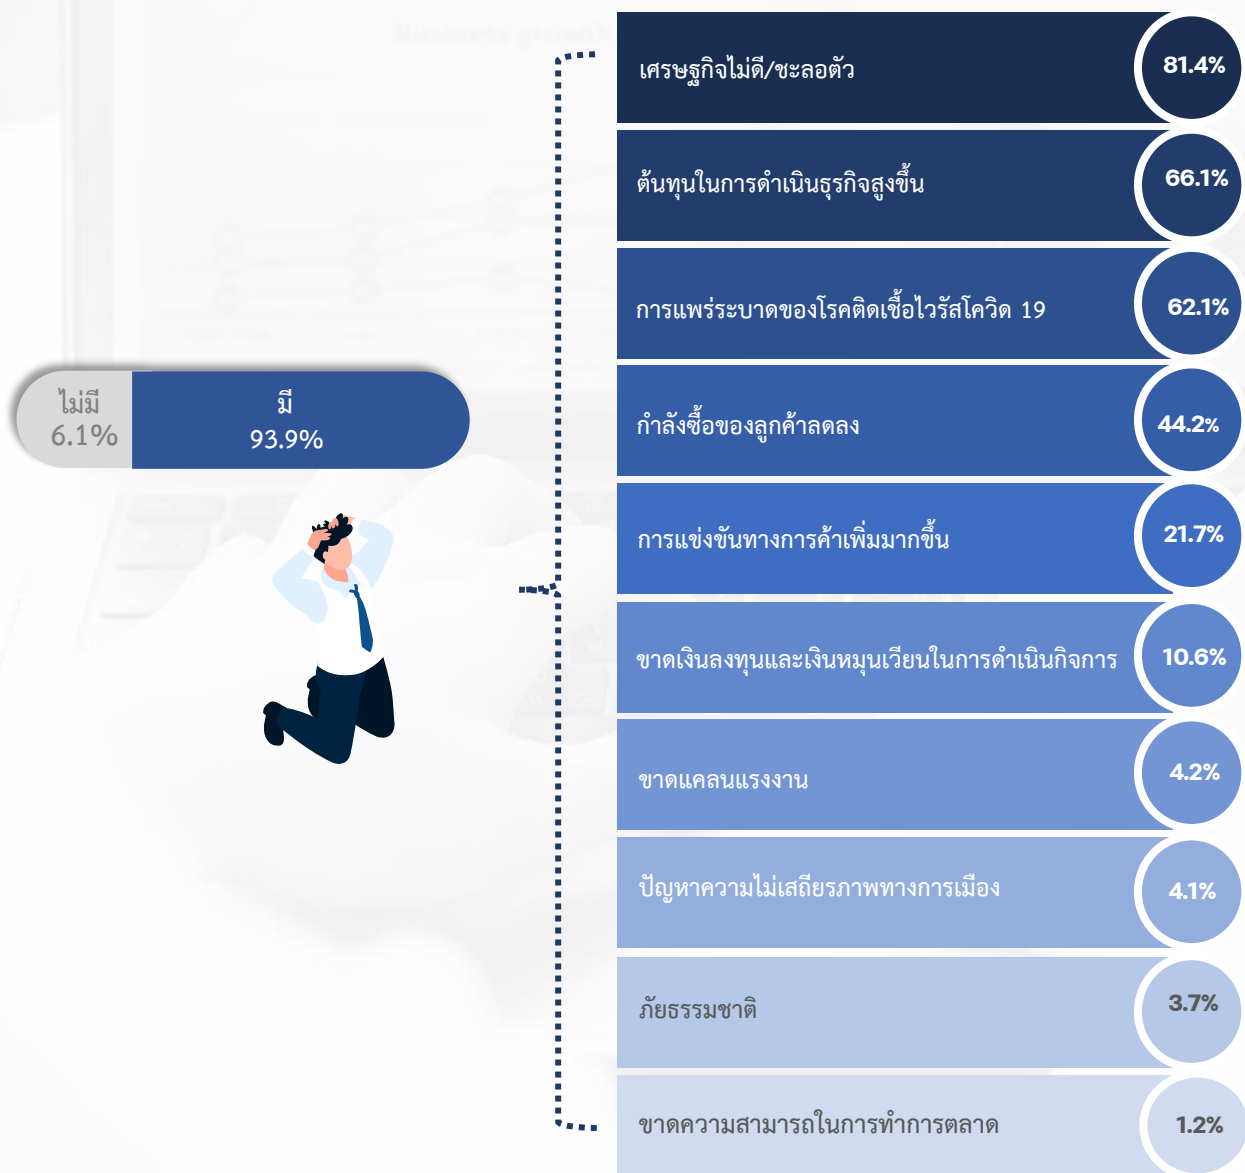 Business growth
เศรษฐกิจไม่ดี/ชะลอตัว 81.4%
ต้นทุนในการดำเนินธุรกิจสูงขึ้น 66.1%
การแพร่ระบาดของโรคติดเชื้อไวรัสโควิด 19 62.1%
ไม่มี
6.1%
มี
93.9%
กำลังซื้อของลูกค้าลดลง 44.2%
การแข่งขันทางการค้าเพิ่มมากขึ้น 21.7%
ขาดเงินลงทุนและเงินหมุนเวียนในการดำเนินกิจการ 10.6%
ขาดแคลนแรงงาน 4.2%
ปัญหาความไม่เสถียรภาพทางการเมือง 4.1%
ภัยธรรมชาติ 3.7%
ขาดความสามารถในการทำการตลาด 1.2%